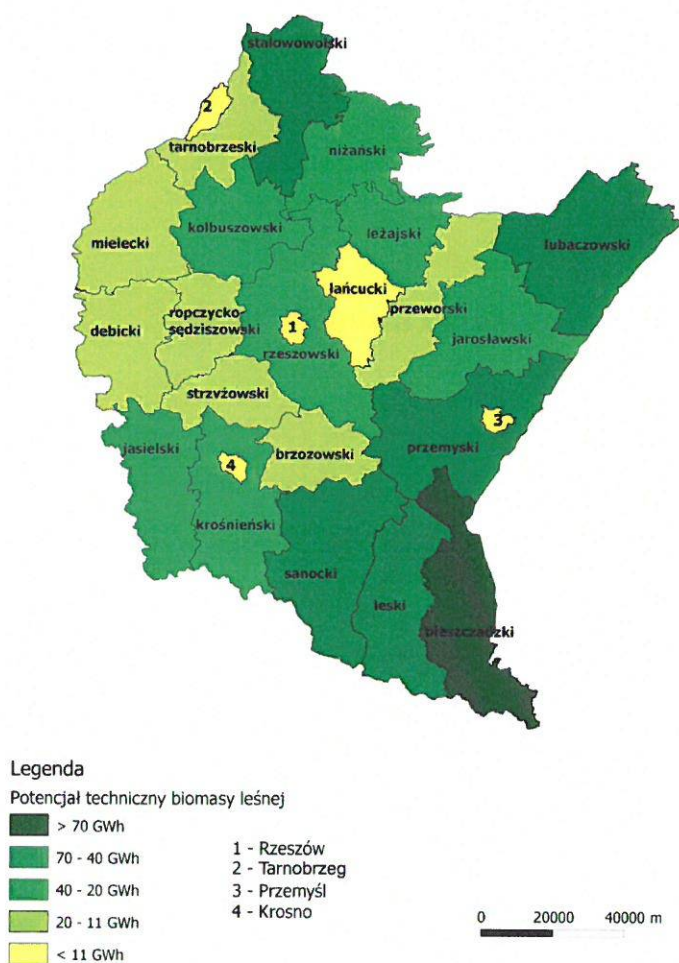 stalowowolski
2
tarnobrzeski
niżański
kolbuszowski
leżajski
mielecki
lubaczowski
łańcucki
ropczycko-
sędziszowski
przeworski
dębicki
1
rzeszowski
jarosławski
strzyżowski
3
jasielski
przemyski
brzozowski
4
krośnieński
sanocki
leski
bieszczadzki
Legenda
Potencjał techniczny biomasy leśnej
> 70 GWh
70 - 40 GWh
40 - 20 GWh
20 - 11 GWh
< 11 GWh
1 - Rzeszów
2 - Tarnobrzeg
3 - Przemyśl
4 - Krosno
0 20000 40000 m